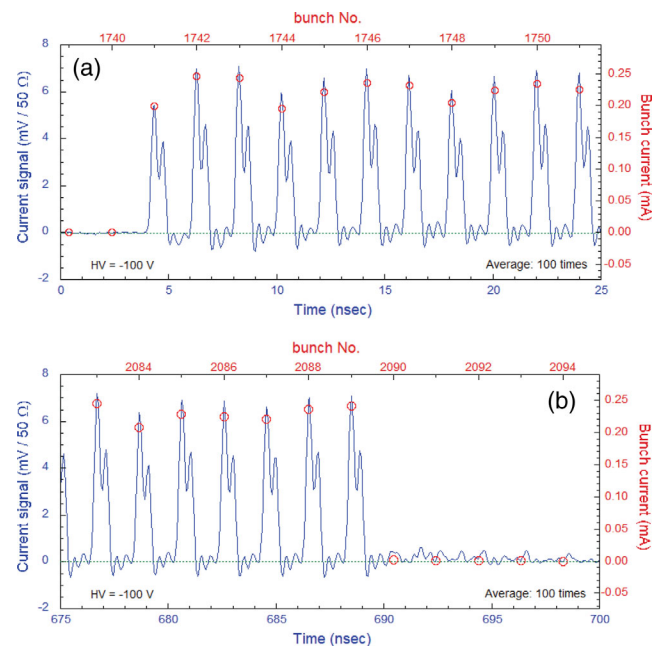 bunch No.
1740 1742 1744 1746 1748 1750
(a)
8
6
4
2
0
-2
Current signal (mV / 50 Ω)
0.25
0.20
0.15
0.10
0.05
0.00
-0.05
Bunch current (mA)
HV = -100 V
Average: 100 times
0 5 10 15 20 25
Time (nsec)
bunch No.
2084 2086 2088 2090 2092 2094
(b)
8
6
4
2
0
-2
Current signal (mV / 50 Ω)
0.25
0.20
0.15
0.10
0.05
0.00
-0.05
Bunch current (mA)
HV = -100 V
Average: 100 times
675 680 685 690 695 700
Time (nsec)